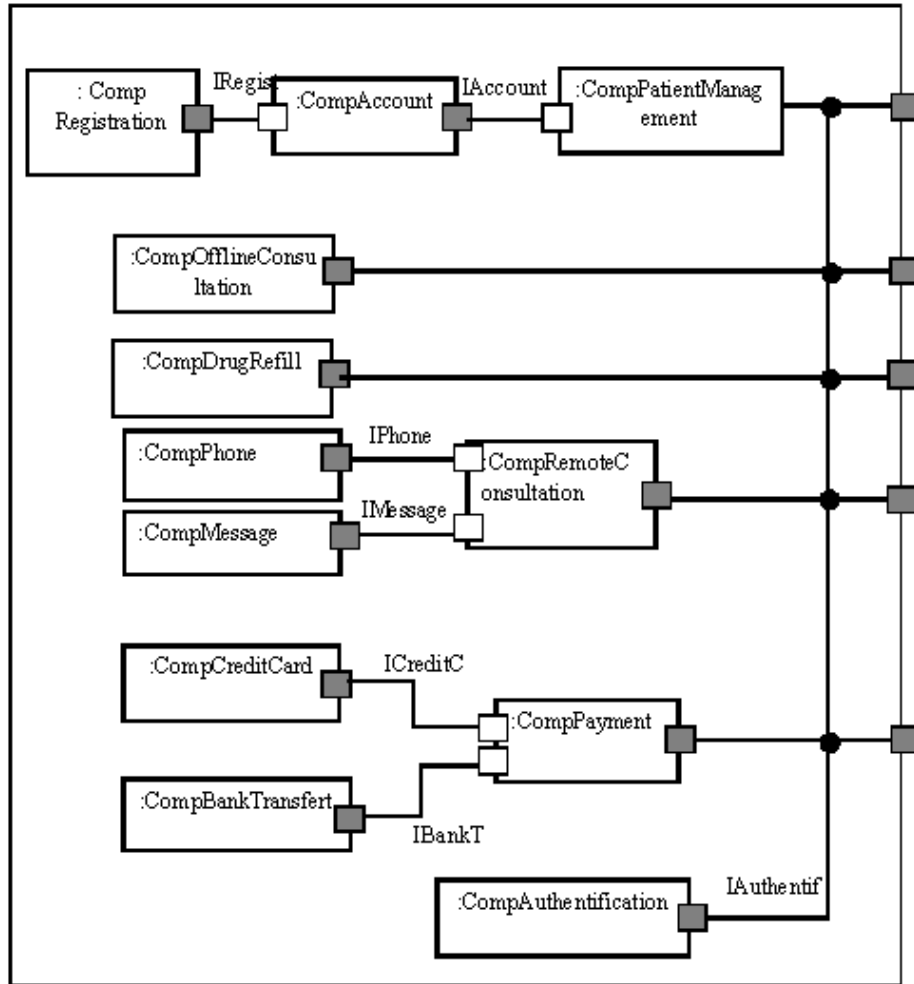 IRegist
: Comp
Registration
:CompAccount
IAccount
:CompPatientManag
ement
:CompOfflineConsu
ltation
:CompDrugRefill
:CompPhone
IPhone
:CompRemoteC
onsultation
IMessage
:CompMessage
:CompCreditCard
ICreditC
:CompPayment
:CompBankTransfert
IBankT
:CompAuthentification
IAuthentif